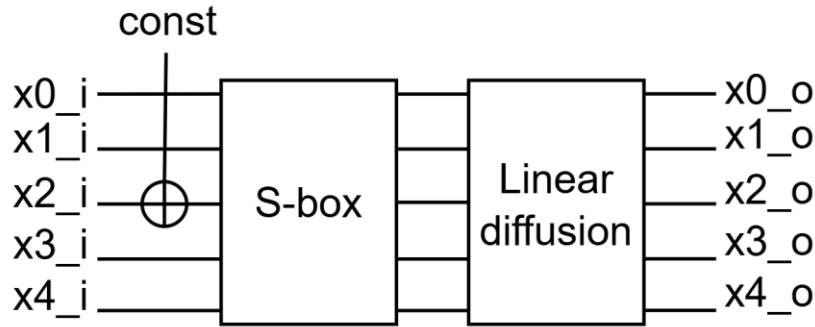 const
x0_i
x1_i
x2_i
x3_i
x4_i
S-box
Linear
diffusion
x0_o
x1_o
x2_o
x3_o
x4_o